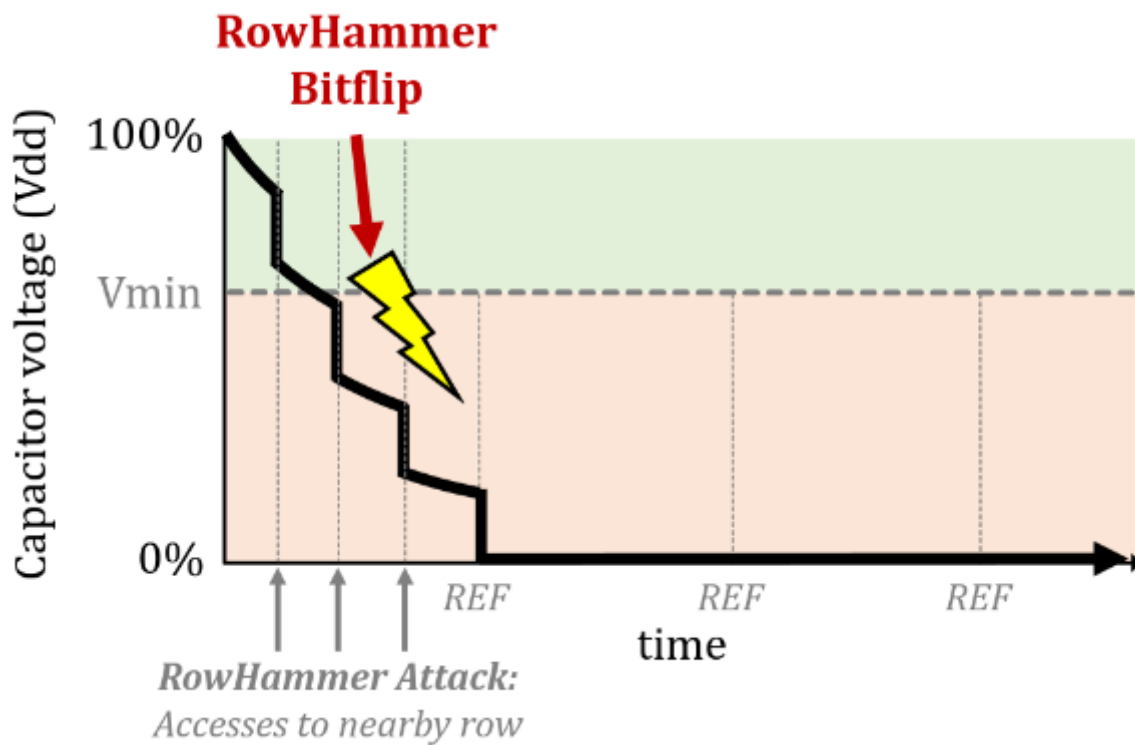 RowHammer
Bitflip
Capacitor voltage (Vdd)
100%
Vmin
0%
REF REF REF
time
RowHammer Attack:
Accesses to nearby row